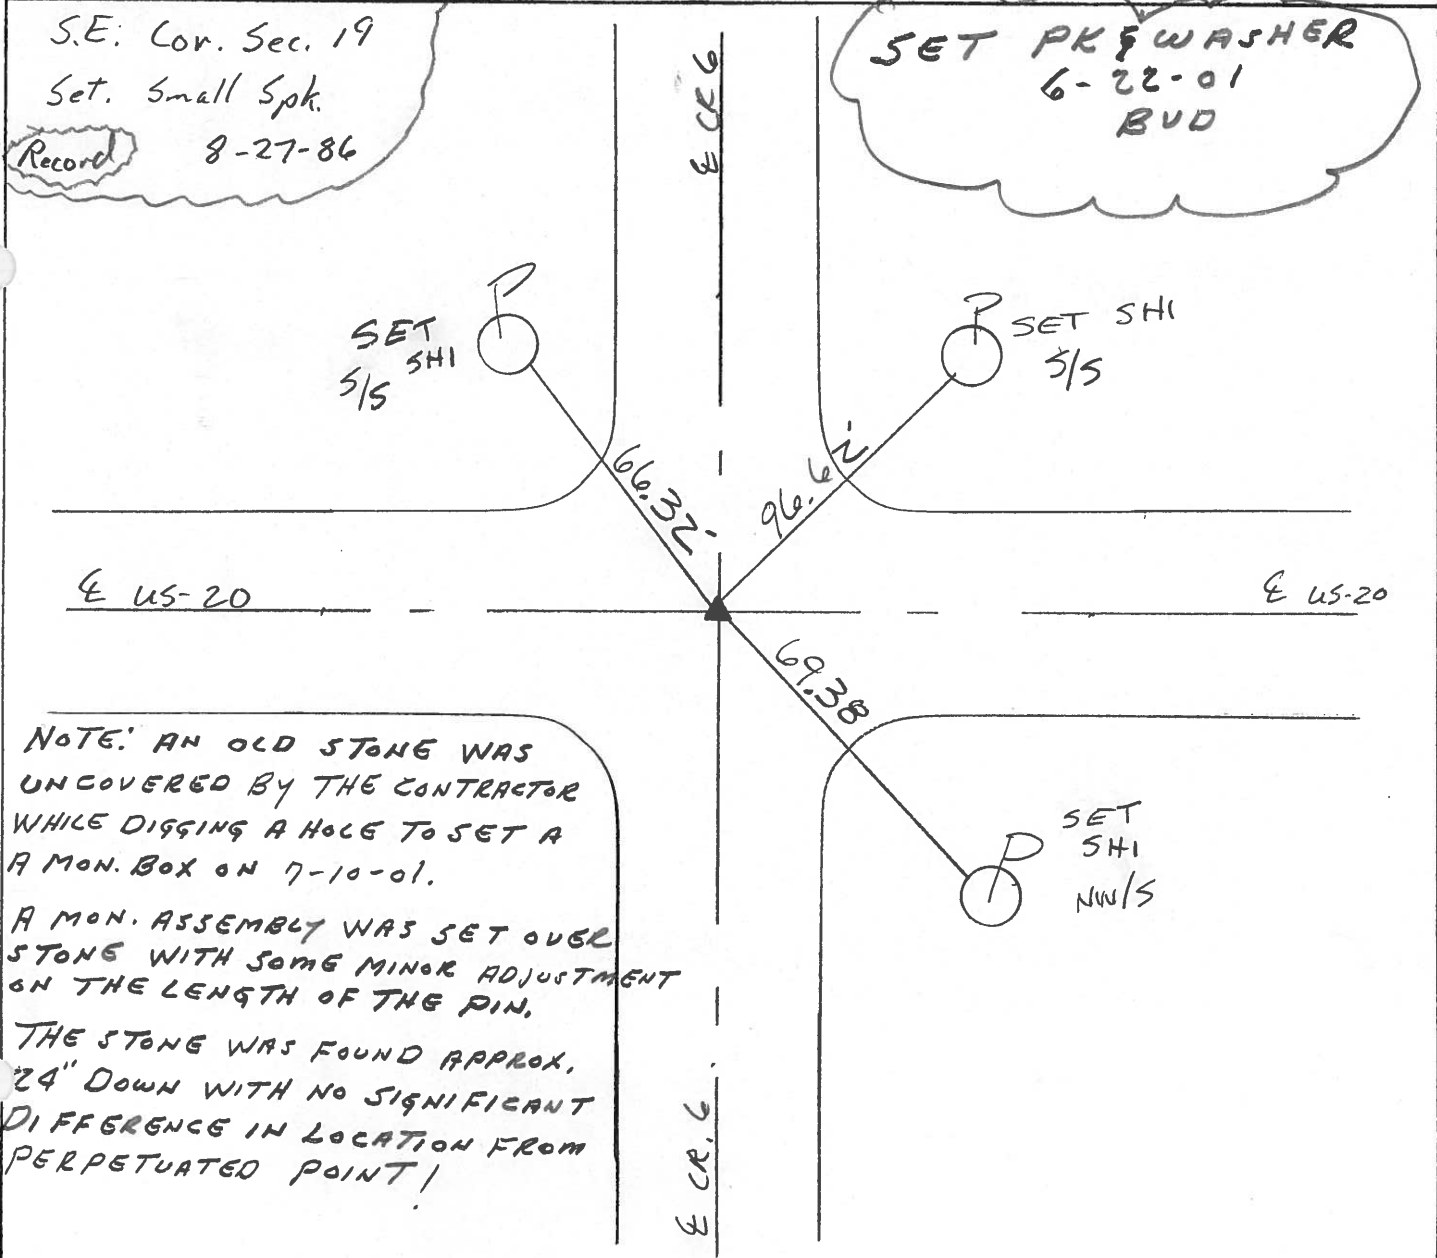 S.E. Cor. Sec. 19
Set. Small Spk.
Record 8-27-86
SET PK & WASHER
6-22-01
BUD
℄ CR. 6
SET
SHI
S/S
SET SHI
S/S
66.32'
℄ US-20
℄ US-20
69.38
SET
SHI
NW/S
NOTE: AN OLD STONE WAS
UNCOVERED BY THE CONTRACTOR
WHILE DIGGING A HOLE TO SET A
A MON. BOX ON 7-10-01.
A MON. ASSEMBLY WAS SET OVER
STONE WITH SOME MINOR ADJUSTMENT
ON THE LENGTH OF THE PIN.
THE STONE WAS FOUND APPROX.
24" DOWN WITH NO SIGNIFICANT
DIFFERENCE IN LOCATION FROM
PERPETUATED POINT!
℄ CR. 6